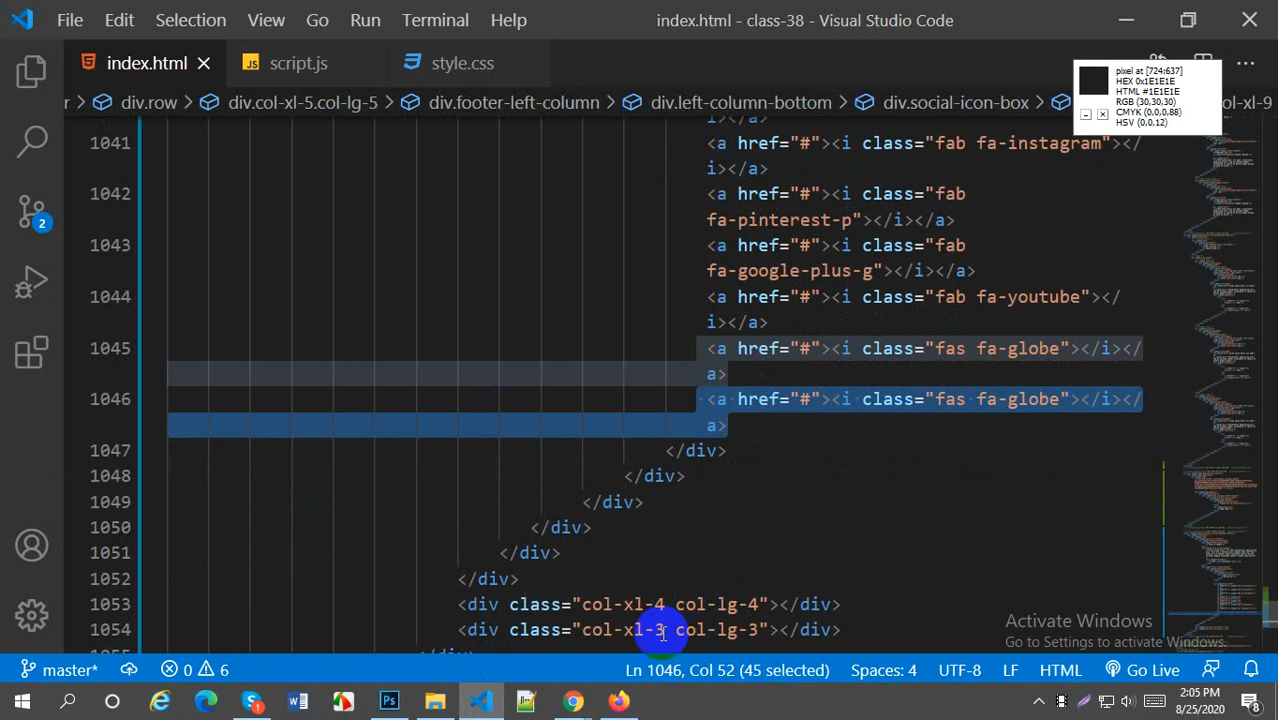 File Edit Selection View Go Run Terminal Help index.html - class-38 - Visual Studio Code
index.html JS script.js style.css
r > div.row > div.col-xl-5.col-lg-5 > div.footer-left-column > div.left-column-bottom > div.social-icon-box > col-xl-9
pixel at [724:637]
HEX 0x1E1E1E
HTML #1E1E1E
RGB (30,30,30)
CMYK (0,0,0,88)
HSV (0,0,12)
i></a>
1041 <a href="#"><i class="fab fa-instagram"></
i></a>
1042 <a href="#"><i class="fab
fa-pinterest-p"></i></a>
1043 <a href="#"><i class="fab
fa-google-plus-g"></i></a>
1044 <a href="#"><i class="fab fa-youtube"></
i></a>
1045 <a href="#"><i class="fas fa-globe"></i></
a>
1046 <a href="#"><i class="fas fa-globe"></i></
a>
1047 </div>
1048 </div>
1049 </div>
1050 </div>
1051 </div>
1052 </div>
1053 <div class="col-xl-4 col-lg-4"></div>
1054 <div class="col-xl-3 col-lg-3"></div>
Activate Windows
Go to Settings to activate Windows.
2
master* 0 6 Ln 1046, Col 52 (45 selected) Spaces: 4 UTF-8 LF HTML Go Live
2:05 PM
8/25/2020
8